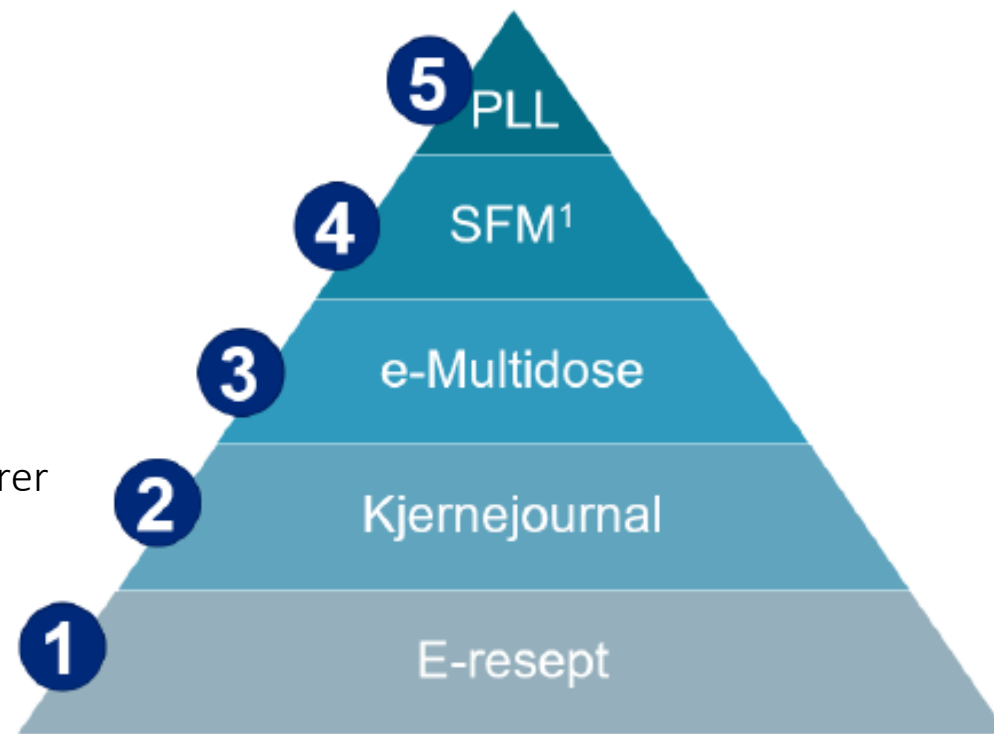 5
PLL
4
SFM¹
3
e-Multidose
rer
2
Kjernejournal
1
E-resept